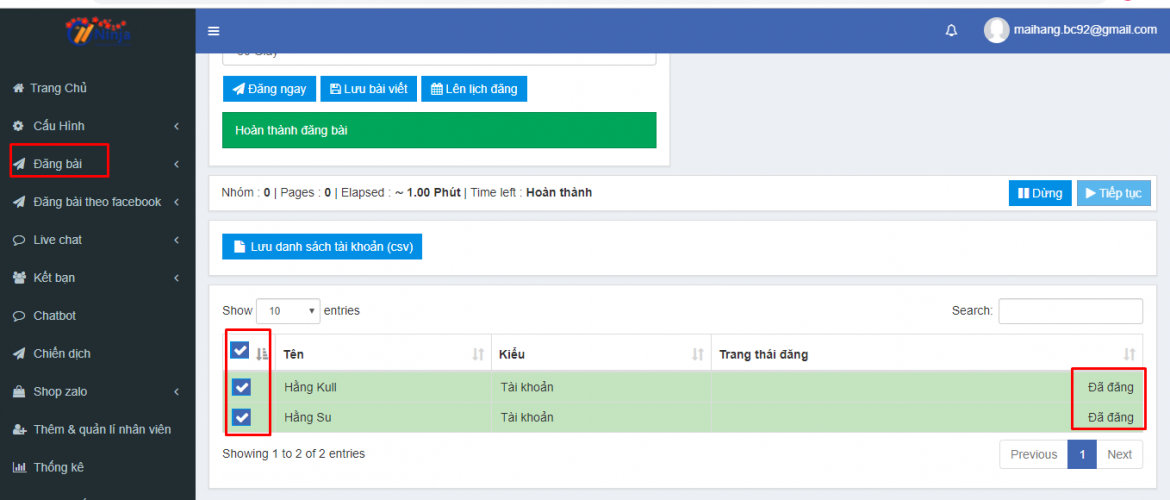 Ninja
maihang.bc92@gmail.com
Trang Chủ
Cấu Hình
Đăng bài
Đăng bài theo facebook
Live chat
Kết bạn
Chatbot
Chiến dịch
Shop zalo
Thêm & quản lí nhân viên
Thống kê
Đăng ngay
Lưu bài viết
Lên lịch đăng
Hoàn thành đăng bài
Nhóm : 0 | Pages : 0 | Elapsed : ~ 1.00 Phút | Time left : Hoàn thành
Dừng
Tiếp tục
Lưu danh sách tài khoản (csv)
Show 10 entries
Search:
Tên Kiểu Trang thái đăng
Hằng Kull Tài khoản Đã đăng
Hằng Su Tài khoản Đã đăng
Showing 1 to 2 of 2 entries
Previous 1 Next